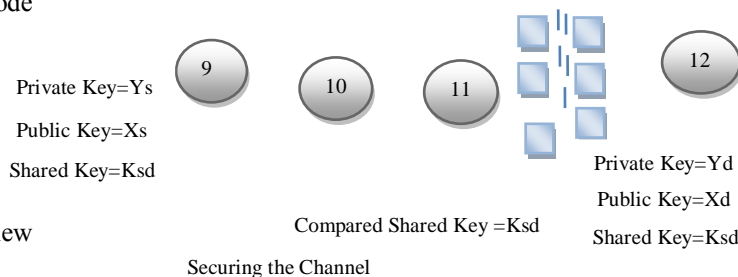 9
10
11
12
Private Key=Ys
Public Key=Xs
Shared Key=Ksd
Private Key=Yd
Public Key=Xd
Shared Key=Ksd
Compared Shared Key =Ksd
Securing the Channel